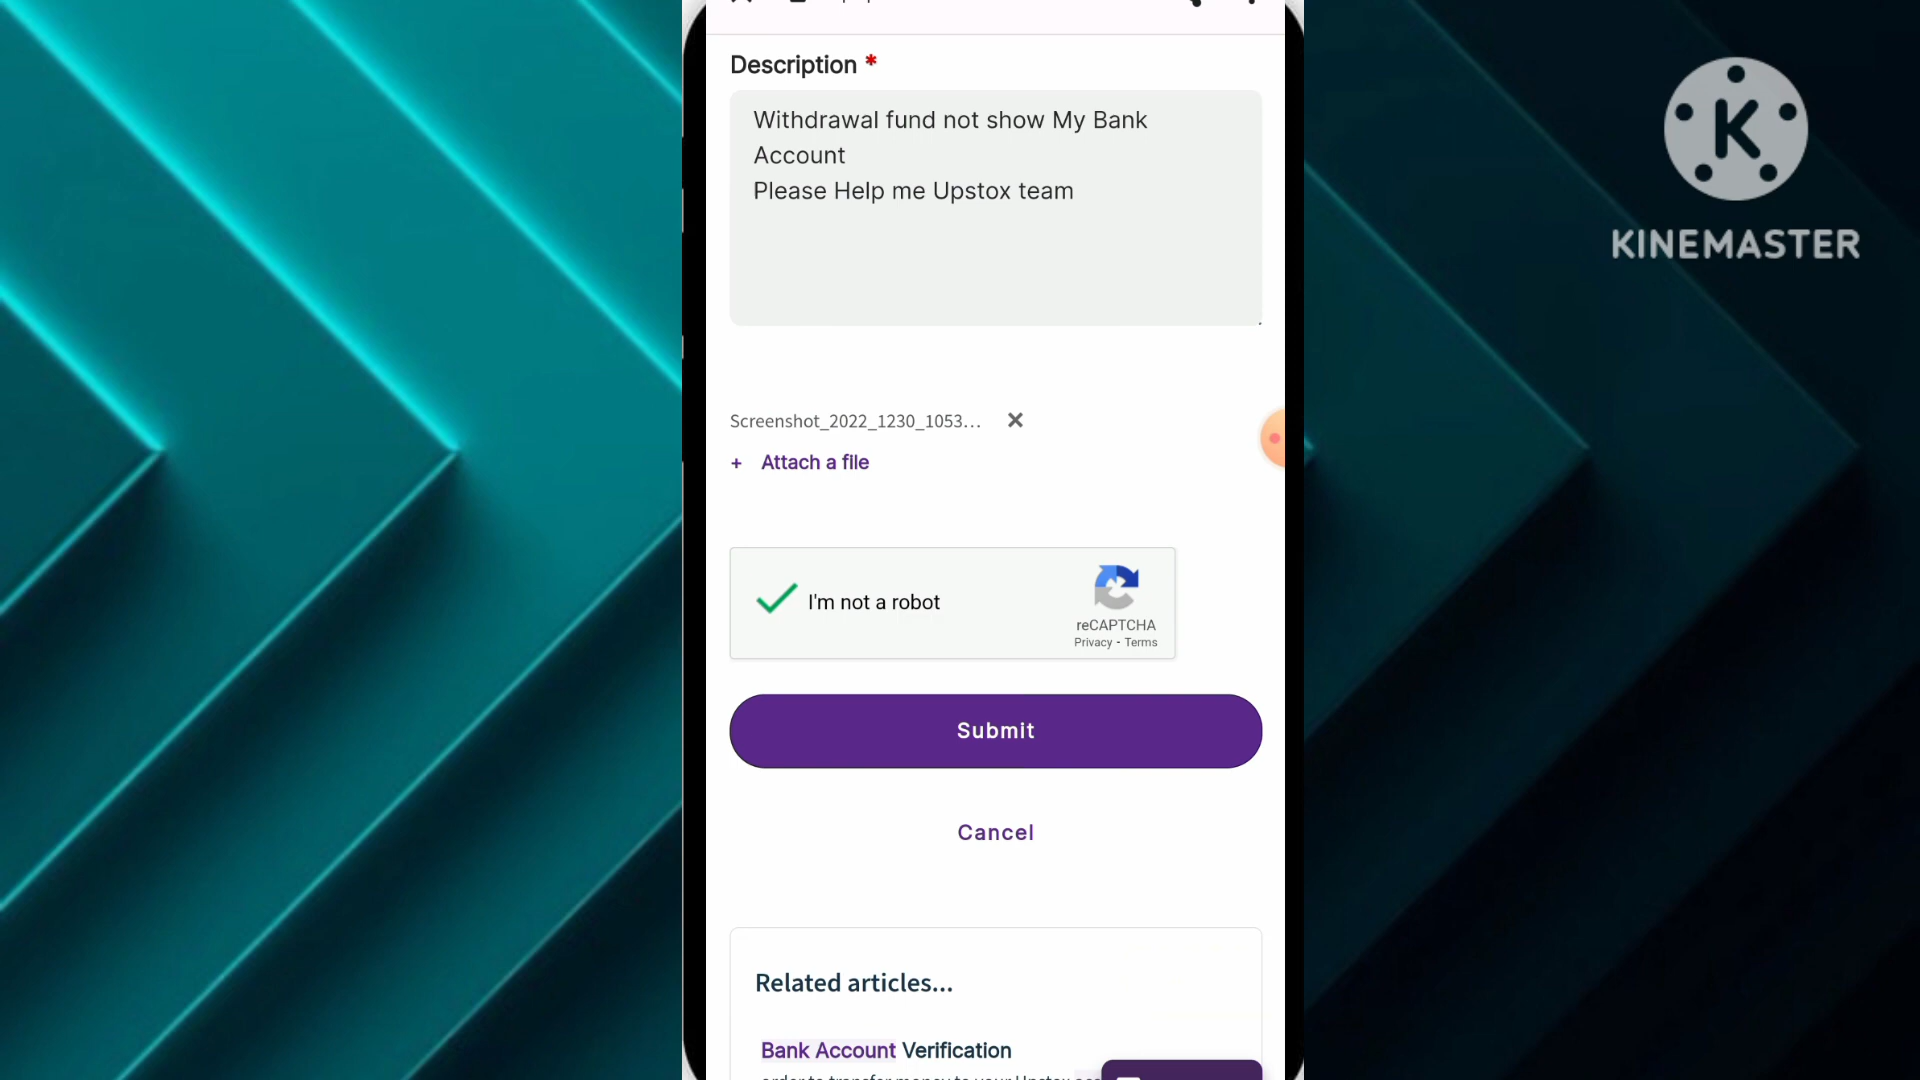 Description *
Withdrawal fund not show My Bank
Account
Please Help me Upstox team
Screenshot_2022_1230_1053...
+ Attach a file
I'm not a robot
reCAPTCHA
Privacy - Terms
Submit
Cancel
Related articles...
Bank Account Verification
K
KINEMASTER